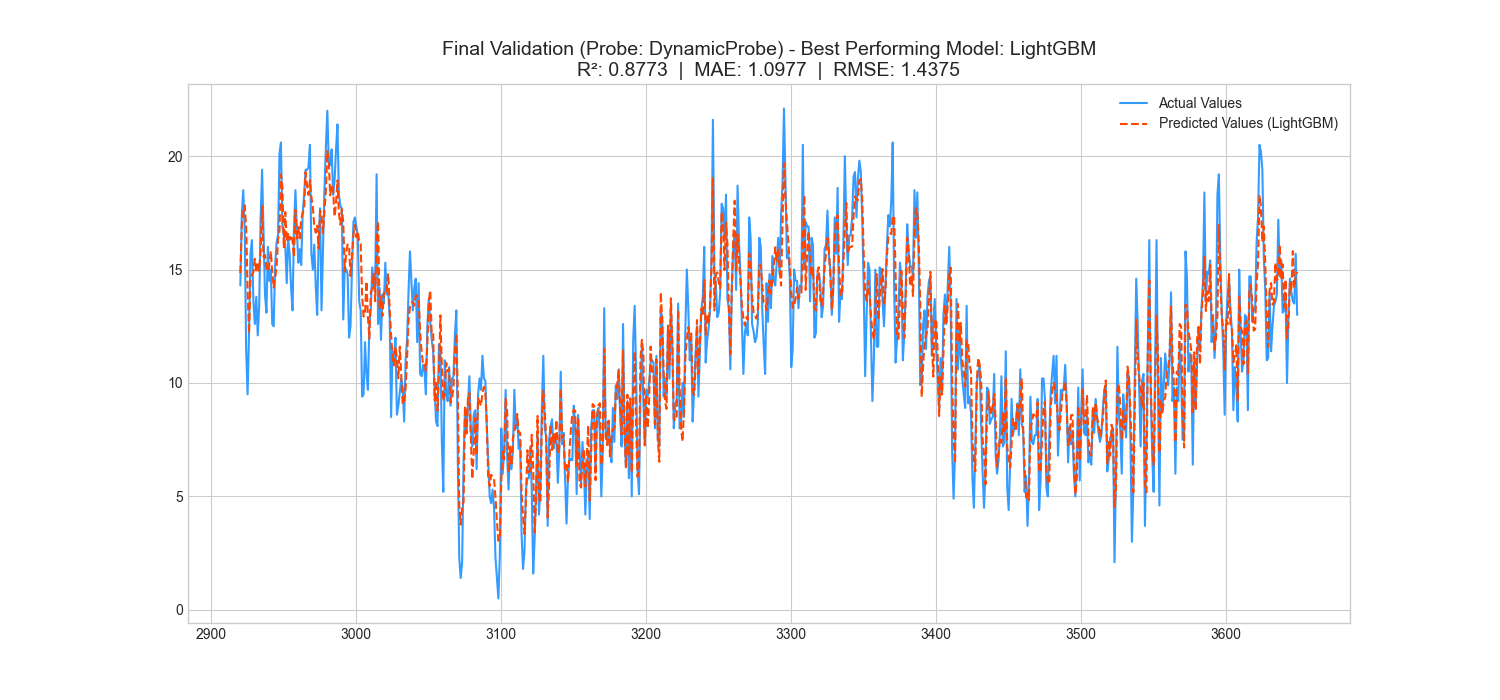 Final Validation (Probe: DynamicProbe) - Best Performing Model: LightGBM
R²: 0.8773 | MAE: 1.0977 | RMSE: 1.4375
Actual Values
Predicted Values (LightGBM)
20
15
10
5
0
2900 3000 3100 3200 3300 3400 3500 3600